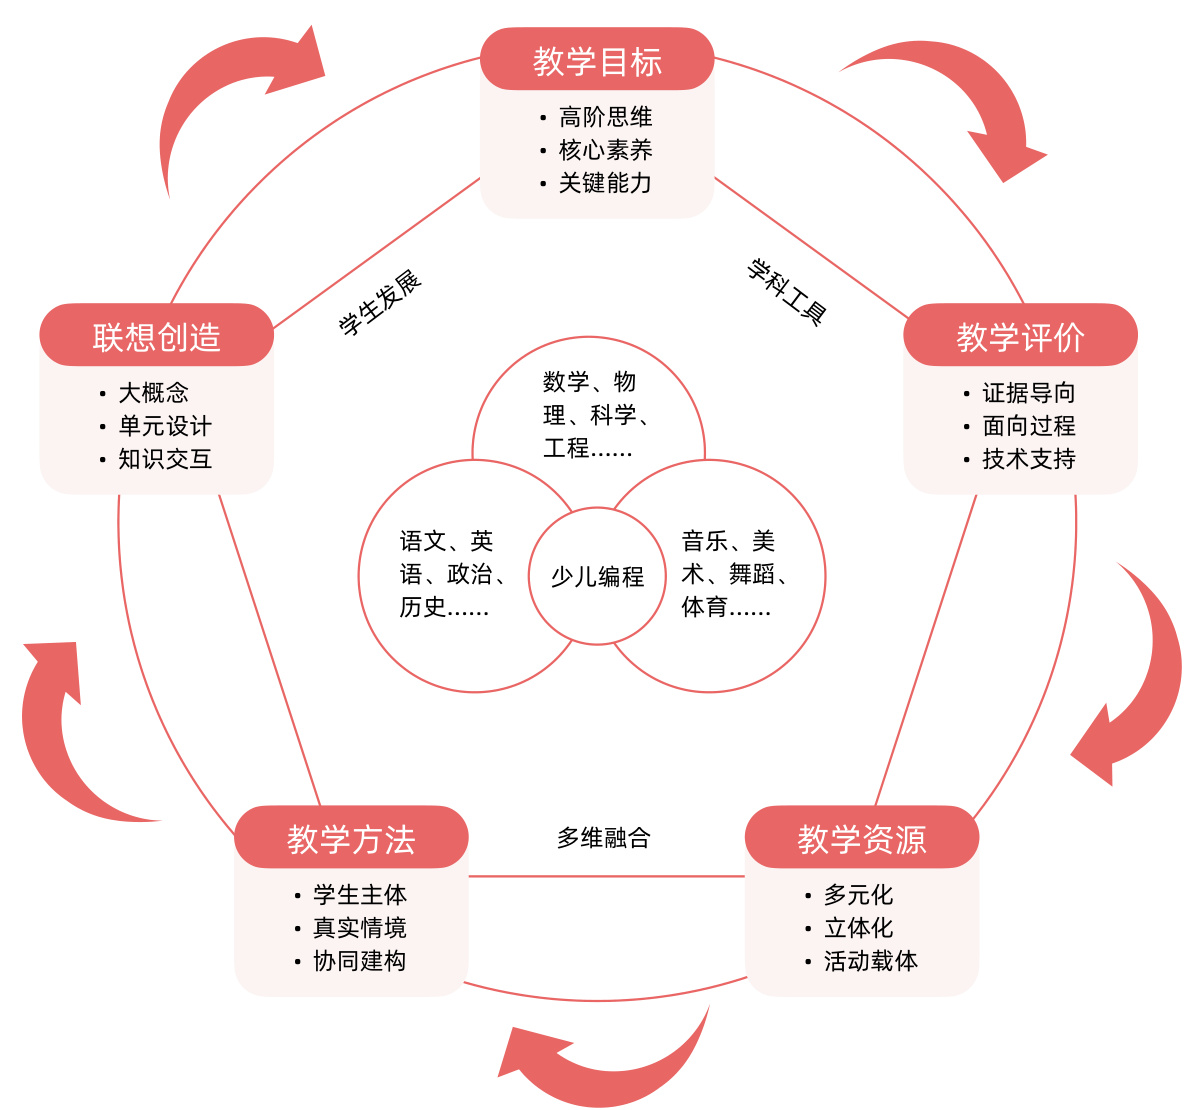 教学目标
• 高阶思维
• 核心素养
• 关键能力
学生发展
学科工具
联想创造
• 大概念
• 单元设计
• 知识交互
教学评价
• 证据导向
• 面向过程
• 技术支持
数学、物
理、科学、
工程......
语文、英
语、政治、
历史......
少儿编程
音乐、美
术、舞蹈、
体育......
多维融合
教学方法
• 学生主体
• 真实情境
• 协同建构
教学资源
• 多元化
• 立体化
• 活动载体